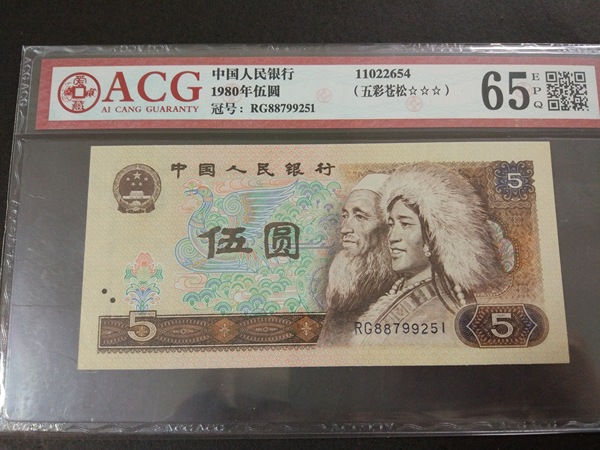 爱藏
ACG
AI CANG GUARANTY
中国人民银行
1980年伍圆
冠号: RG88799251
11022654
(五彩苍松☆☆☆)
65
EPQ
中国人民银行
5
伍圆
RG88799251
5
5